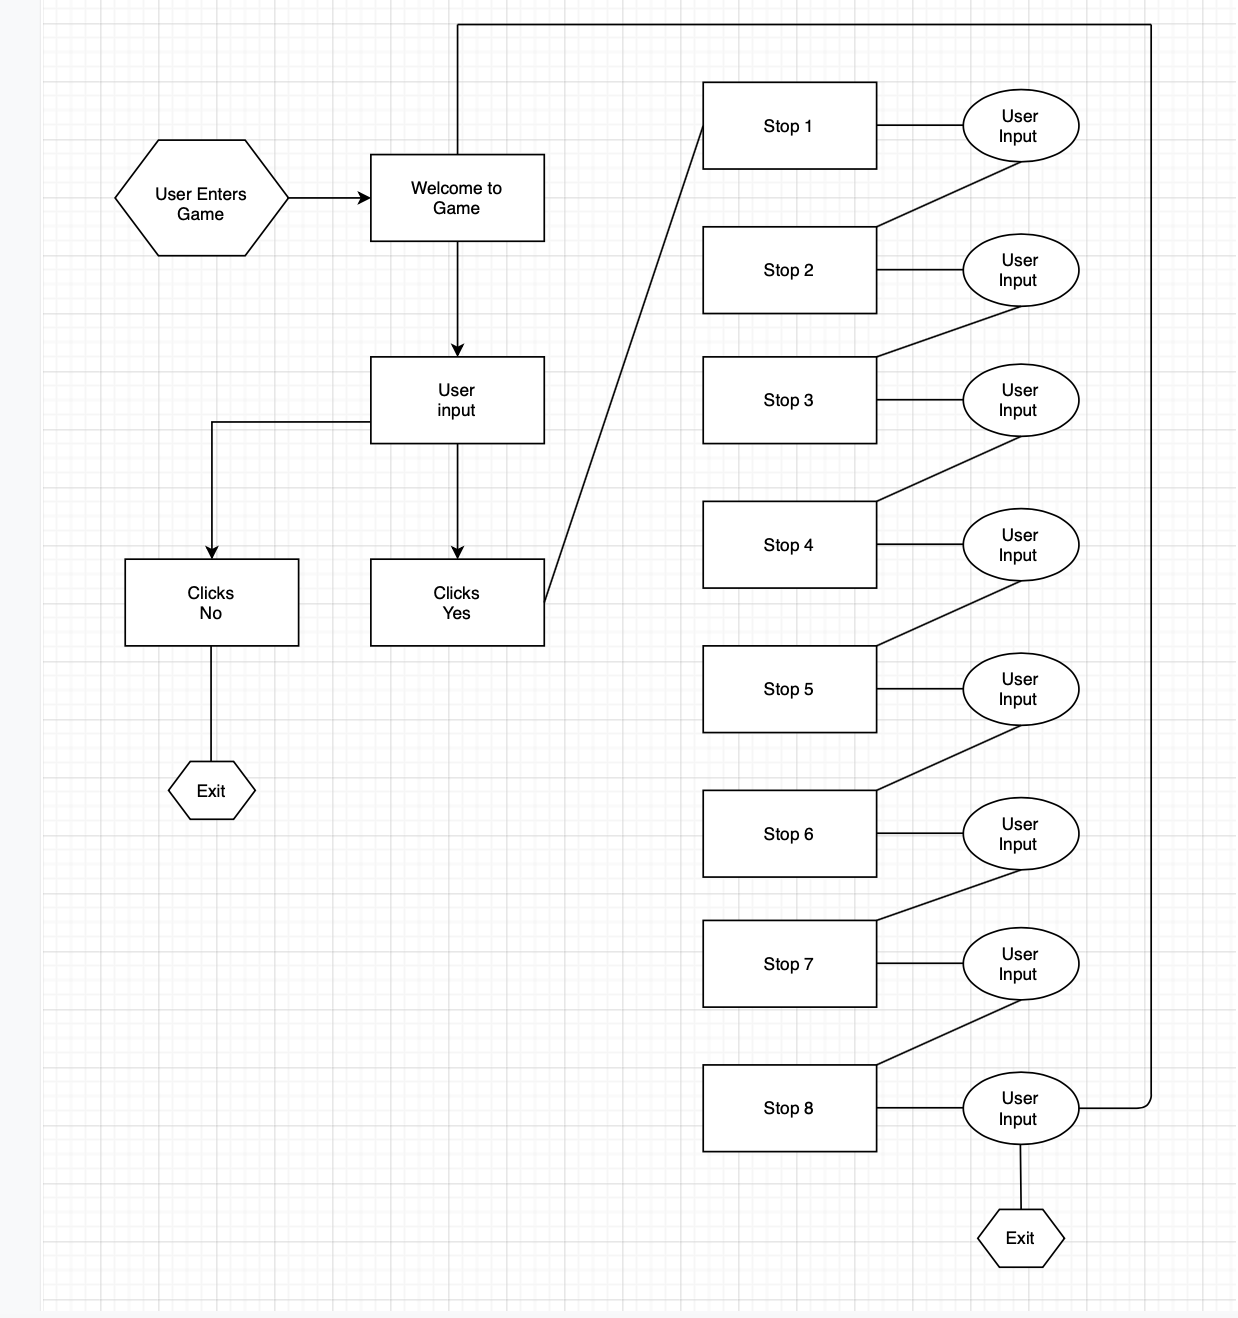 User Enters
Game
Welcome to
Game
User
input
Clicks
No
Clicks
Yes
Exit
Stop 1
User
Input
Stop 2
User
Input
Stop 3
User
Input
Stop 4
User
Input
Stop 5
User
Input
Stop 6
User
Input
Stop 7
User
Input
Stop 8
User
Input
Exit